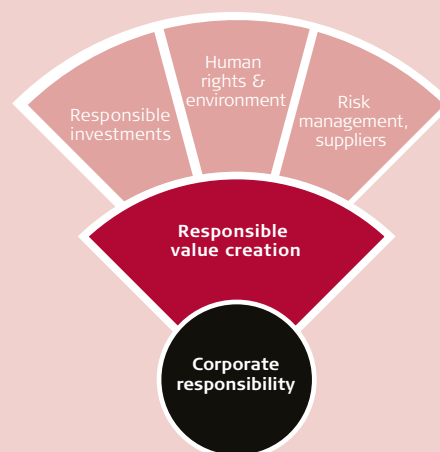 Human
rights &
environment
Responsible
investments
Risk
management,
suppliers
Responsible
value creation
Corporate
responsibility